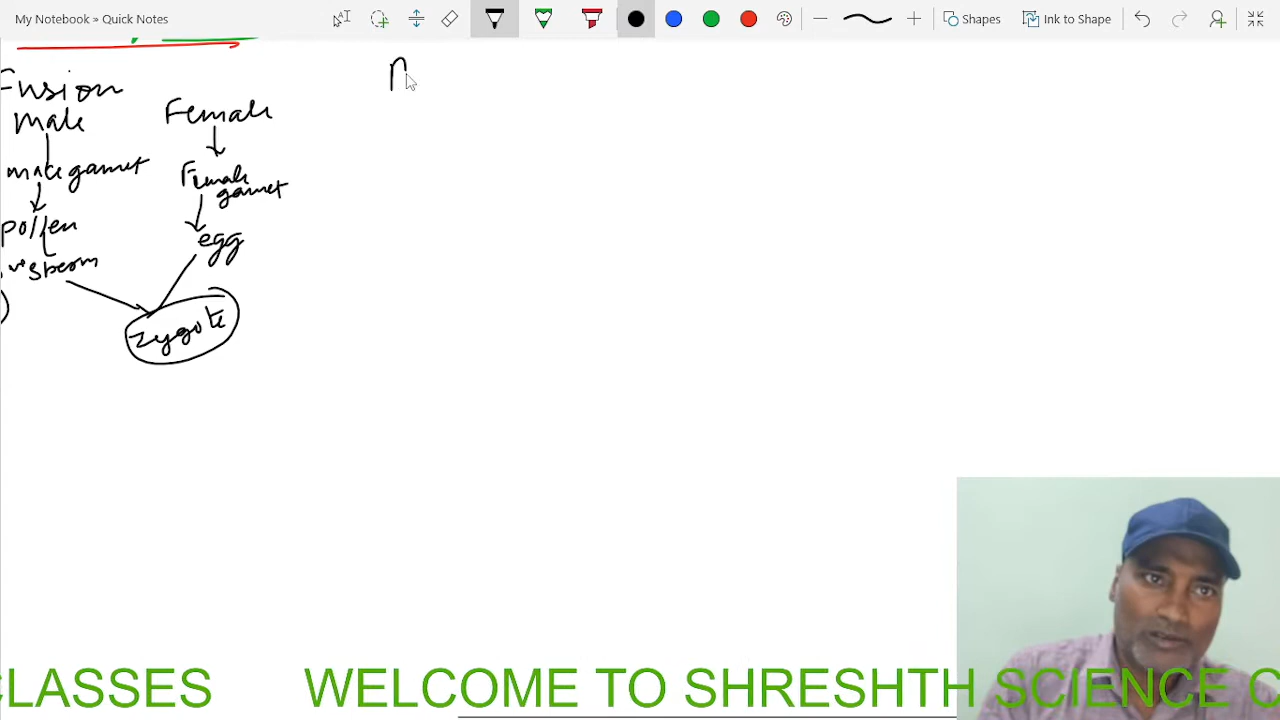 My Notebook » Quick Notes
Shapes
Ink to Shape
Fusion
male
Female
male gamet
Female
gamet
pollen
egg
sperm
zygote
CLASSES WELCOME TO SHRESHTH SCIENCE C